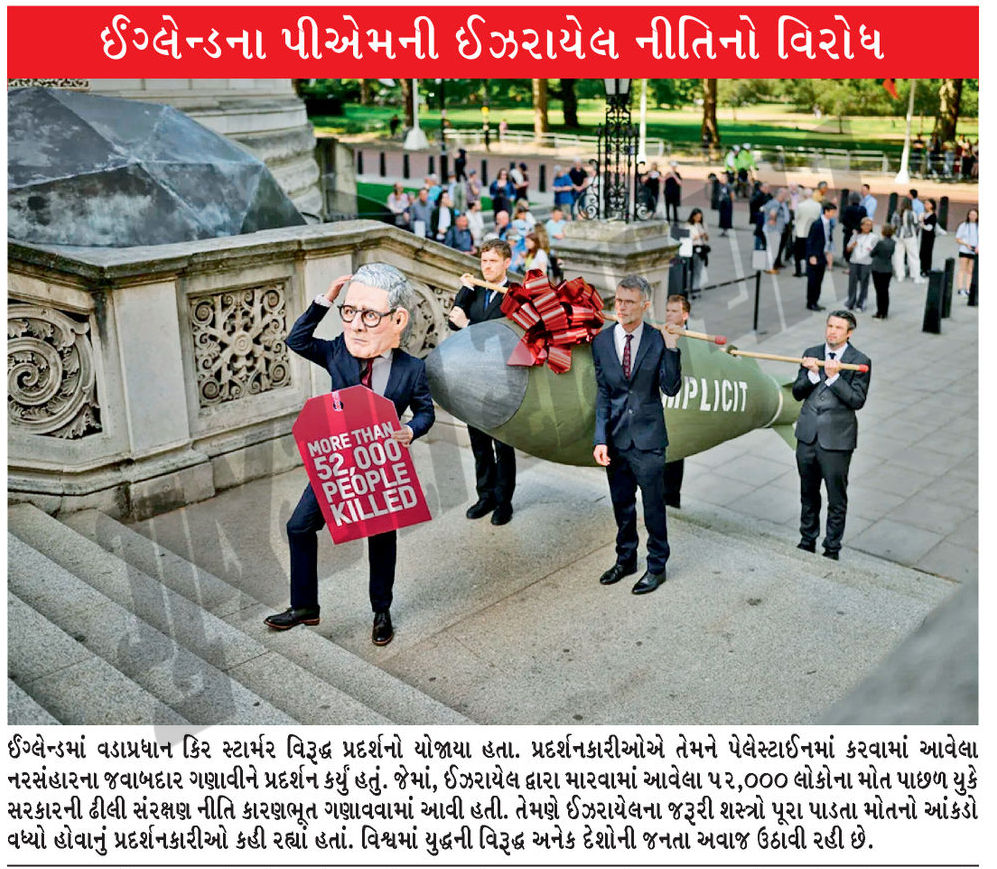 ઈંગ્લેન્ડના પીએમની ઈઝરાયેલ નીતિનો વિરોધ
MORE THAN
52,000
PEOPLE
KILLED
MPLICIT
ઈંગ્લેન્ડમાં વડાપ્રધાન કિર સ્ટાર્મર વિરૂદ્ધ પ્રદર્શનો યોજાયા હતા. પ્રદર્શનકારીઓએ તેમને પેલેસ્ટાઈનમાં કરવામાં આવેલા
નરસંહારના જવાબદાર ગણાવીને પ્રદર્શન કર્યું હતું. જેમાં, ઈઝરાયેલ દ્વારા મારવામાં આવેલા ૫૨,૦૦૦ લોકોના મોત પાછળ યુકે
સરકારની ઢીલી સંરક્ષણ નીતિ કારણભૂત ગણાવવામાં આવી હતી. તેમણે ઈઝરાયેલના જરૂરી શસ્ત્રો પૂરા પાડતા મોતનો આંકડો
વધ્યો હોવાનું પ્રદર્શનકારીઓ કહી રહ્યાં હતાં. વિશ્વમાં યુદ્ધની વિરૂદ્ધ અનેક દેશોની જનતા અવાજ ઉઠાવી રહી છે.